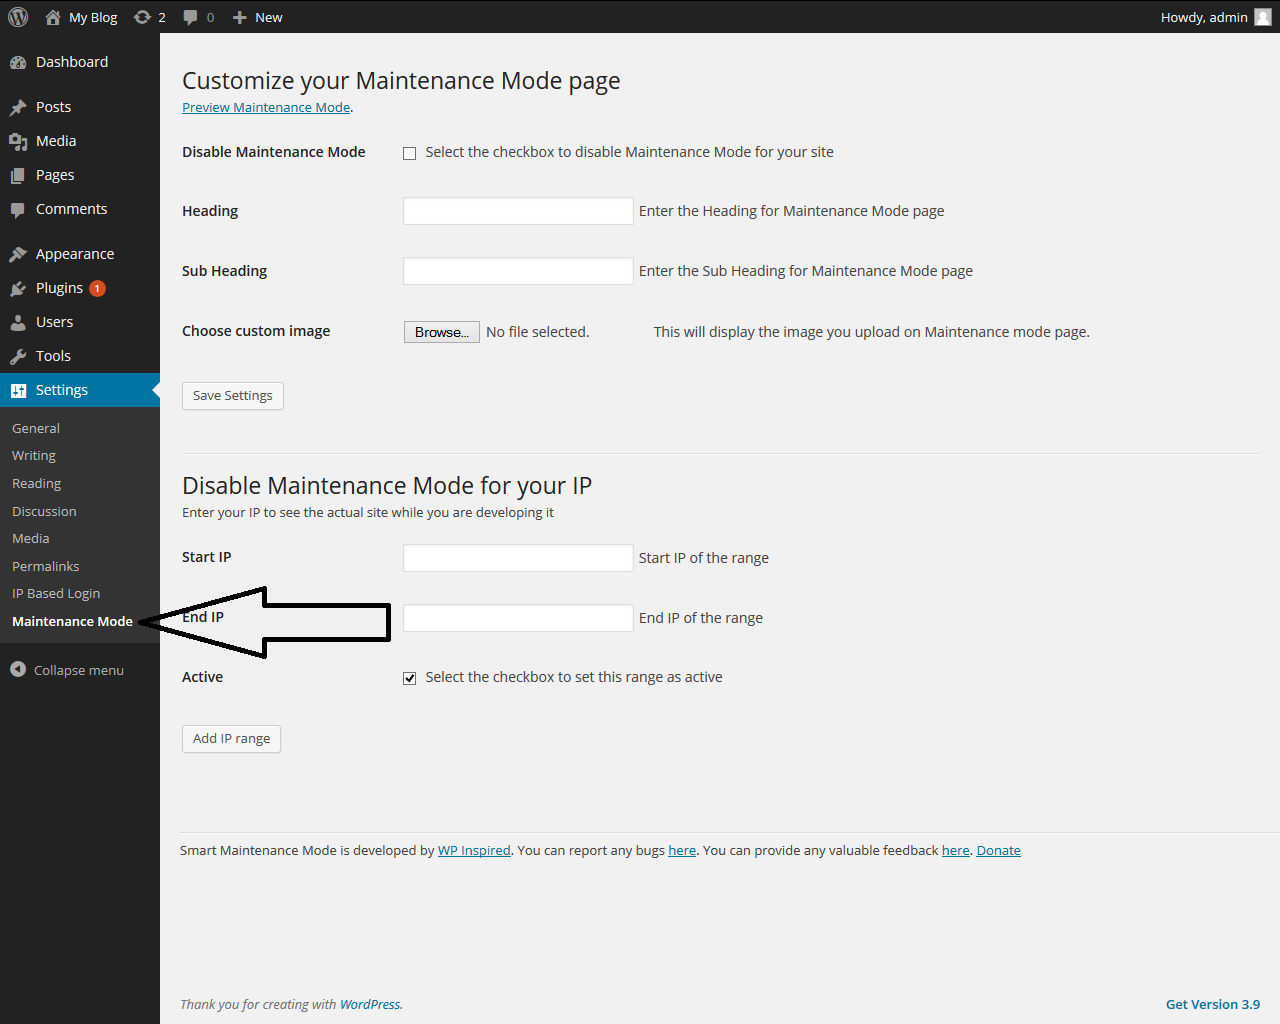 My Blog 2 0 New Howdy, admin
Dashboard
Posts
Media
Pages
Comments
Appearance
Plugins 1
Users
Tools
Settings
General
Writing
Reading
Discussion
Media
Permalinks
IP Based Login
Maintenance Mode
Collapse menu
Customize your Maintenance Mode page
Preview Maintenance Mode.
Disable Maintenance Mode Select the checkbox to disable Maintenance Mode for your site
Heading Enter the Heading for Maintenance Mode page
Sub Heading Enter the Sub Heading for Maintenance Mode page
Choose custom image Browse... No file selected. This will display the image you upload on Maintenance mode page.
Save Settings
Disable Maintenance Mode for your IP
Enter your IP to see the actual site while you are developing it
Start IP Start IP of the range
End IP End IP of the range
Active Select the checkbox to set this range as active
Add IP range
Smart Maintenance Mode is developed by WP Inspired. You can report any bugs here. You can provide any valuable feedback here. Donate
Thank you for creating with WordPress. Get Version 3.9